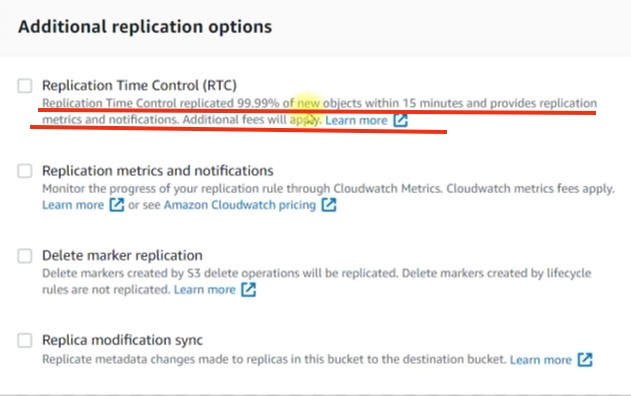 Additional replication options
Replication Time Control (RTC)
Replication Time Control replicated 99.99% of new objects within 15 minutes and provides replication
metrics and notifications. Additional fees will apply. Learn more
Replication metrics and notifications
Monitor the progress of your replication rule through Cloudwatch Metrics. Cloudwatch metrics fees apply.
Learn more or see Amazon Cloudwatch pricing
Delete marker replication
Delete markers created by S3 delete operations will be replicated. Delete markers created by lifecycle
rules are not replicated. Learn more
Replica modification sync
Replicate metadata changes made to replicas in this bucket to the destination bucket. Learn more